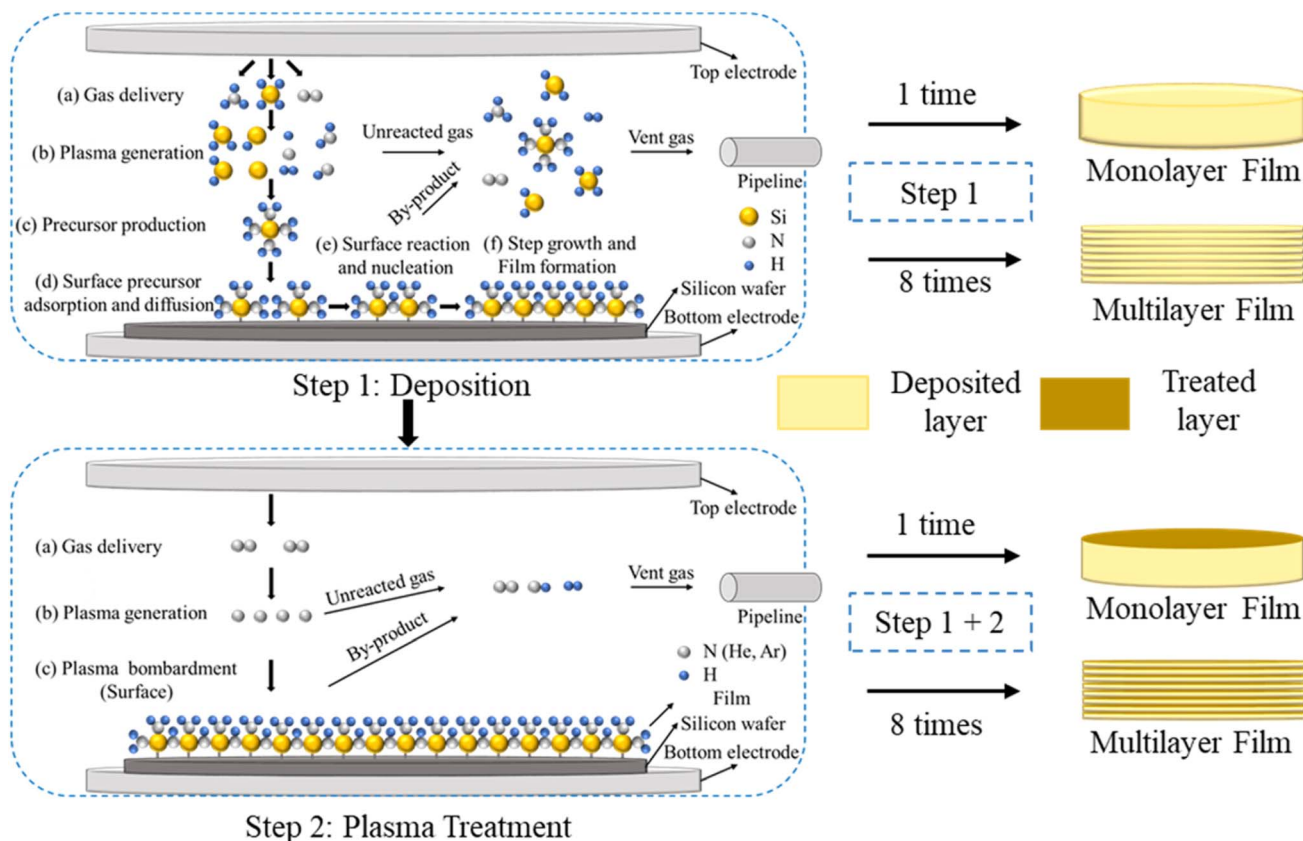 Top electrode
(a) Gas delivery
(b) Plasma generation
Unreacted gas
By-product
Vent gas
Pipeline
(c) Precursor production
Si
N
H
(e) Surface reaction
and nucleation
(f) Step growth and
Film formation
(d) Surface precursor
adsorption and diffusion
Silicon wafer
Bottom electrode
Step 1: Deposition
1 time
Monolayer Film
Step 1
8 times
Multilayer Film
Deposited
layer
Treated
layer
Top electrode
(a) Gas delivery
(b) Plasma generation
Unreacted gas
By-product
Vent gas
Pipeline
(c) Plasma bombardment
(Surface)
N (He, Ar)
H
Film
Silicon wafer
Bottom electrode
Step 2: Plasma Treatment
1 time
Monolayer Film
Step 1 + 2
8 times
Multilayer Film